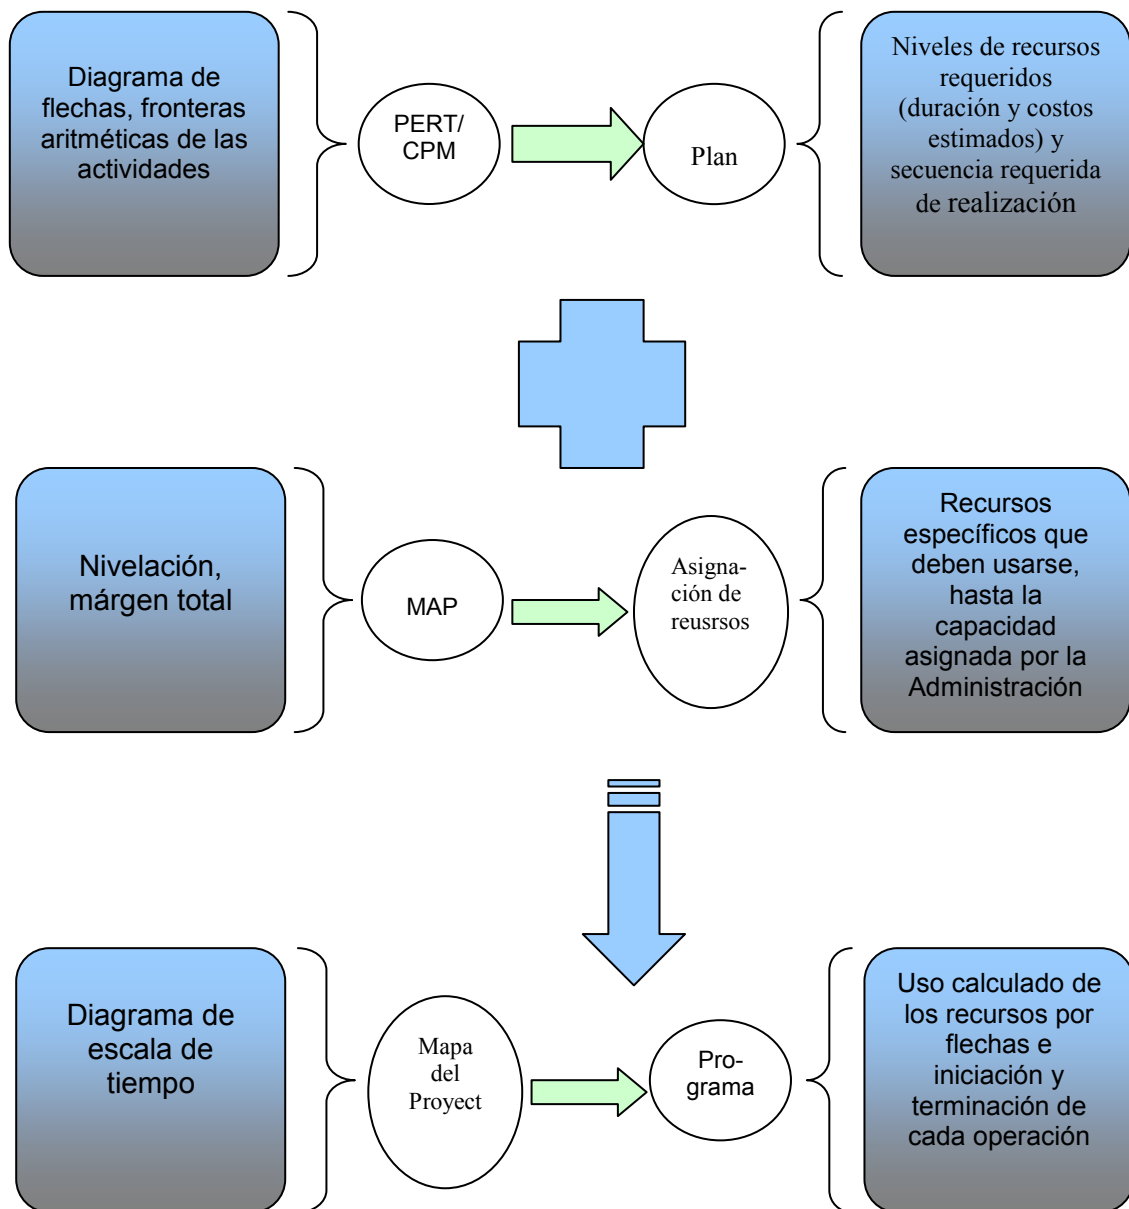 Diagrama de
flechas, fronteras
aritméticas de las
actividades
PERT/
CPM
Plan
Niveles de recursos
requeridos
(duración y costos
estimados) y
secuencia requerida
de realización
Nivelación,
márgen total
MAP
Asigna-
ción de
reusrsos
Recursos
específicos que
deben usarse,
hasta la
capacidad
asignada por la
Administración
Diagrama de
escala de
tiempo
Mapa
del
Proyect
Pro-
grama
Uso calculado de
los recursos por
flechas e
iniciación y
terminación de
cada operación